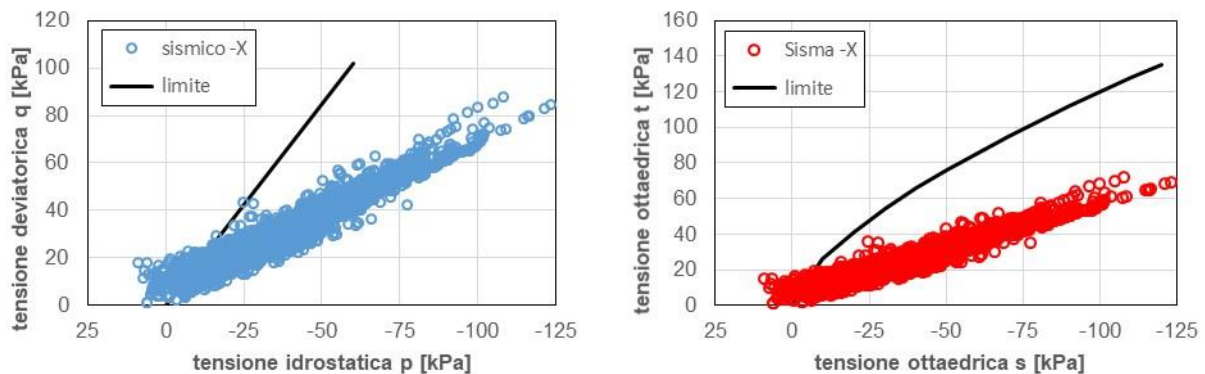 tensione deviatorica q [kPa]
120
100
80
60
40
20
0
sismico -X
limite
25 0 -25 -50 -75 -100 -125
tensione idrostatica p [kPa]
tensione ottaedrica t [kPa]
160
140
120
100
80
60
40
20
0
Sisma -X
limite
25 0 -25 -50 -75 -100 -125
tensione ottaedrica s [kPa]